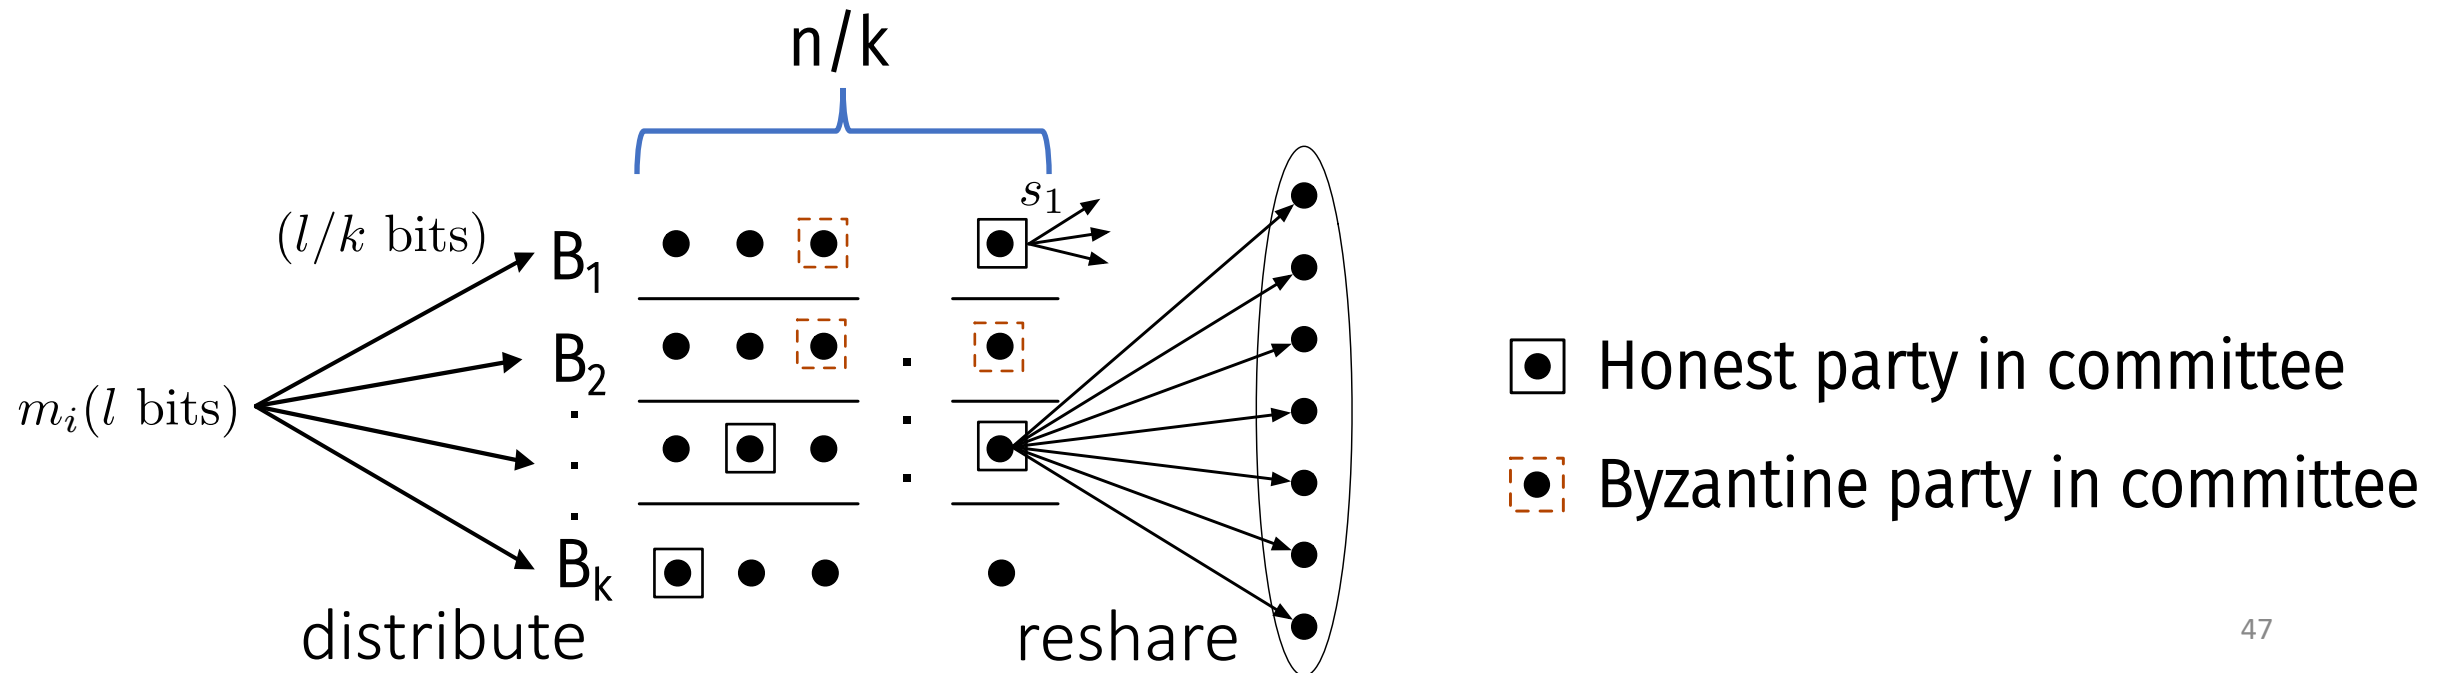 n/k
s₁
(l/k bits)
B₁
B₂
mᵢ(l bits)
Bₖ
distribute
reshare
Honest party in committee
Byzantine party in committee
47